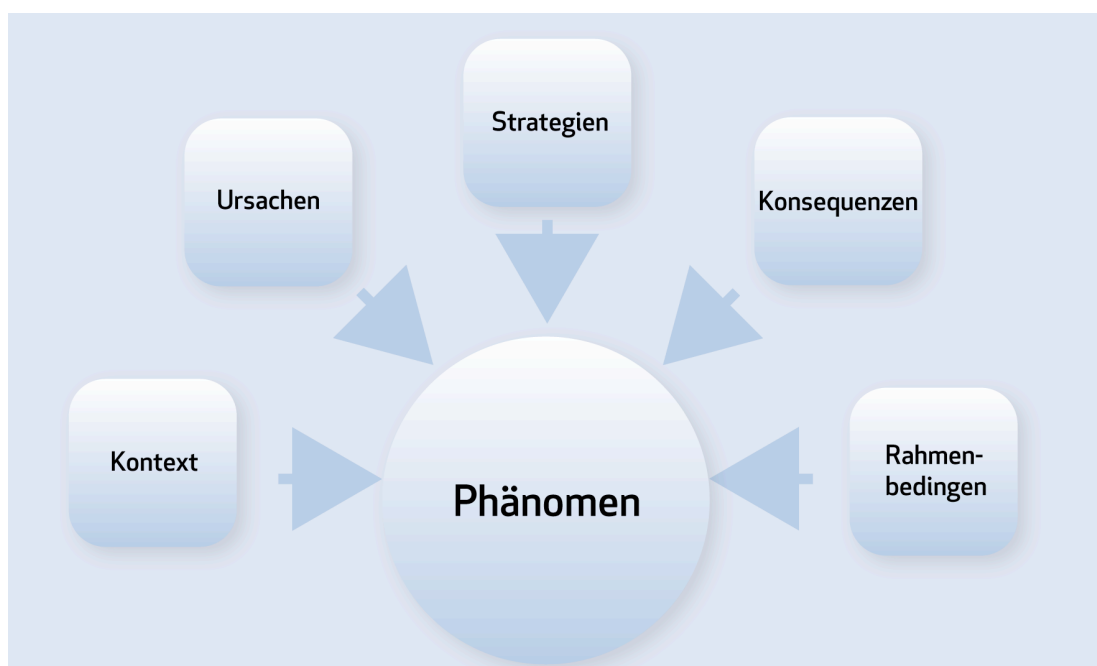 Strategien
Ursachen
Konsequenzen
Kontext
Rahmen-
bedingen
Phänomen